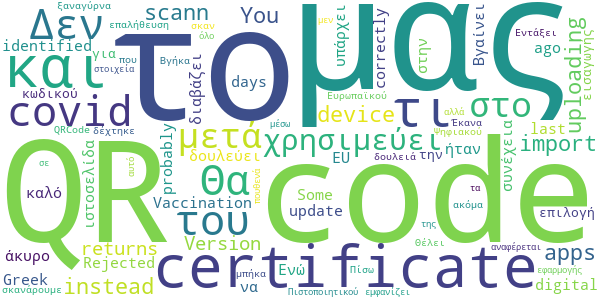 ξαναγύρνα
επαλήθευση
μεν
σκαν
scann
You
Δεν
identified
για
όλο
που
Βγήκα
στοιχεία
υπάρχει
στην
correctly
Εντάξει
ago
Βγαίνει
εισαγωγής
uploading
και
το
μας
κωδικού
διαβάζει
days
Ευρωπαϊκού
covid
QRCode
δέχτηκε
μέσω
device
τι
στο
αλλά
Έκανα
last
Ψηφιακού
μετά
χρησιμεύει
import
δουλεύει
EU
δουλειά
την
ήταν
συνέχεια
ιστοσελίδα
probably
θα
QR
code
καλό
σε
αυτό
Vaccination
Some
τα
update
ακόμα
επιλογή
του
άκυρο
returns
Version
της
αναφέρεται
apps
Rejected
certificate
Ενώ
μπήκα
Πίσω
Θέλει
εφαρμογής
Greek
instead
να
digital
σκανάρουμε
Πιστοποιητικού
εμφανίζει